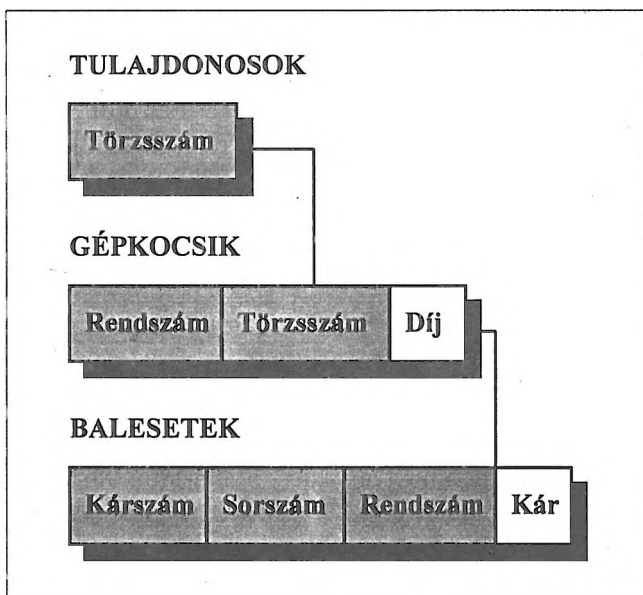 TULAJDONOSOK
Törzsszám
GÉPKOCSIK
Rendszám Törzsszám Díj
BALESETEK
Kárszám Sorszám Rendszám Kár